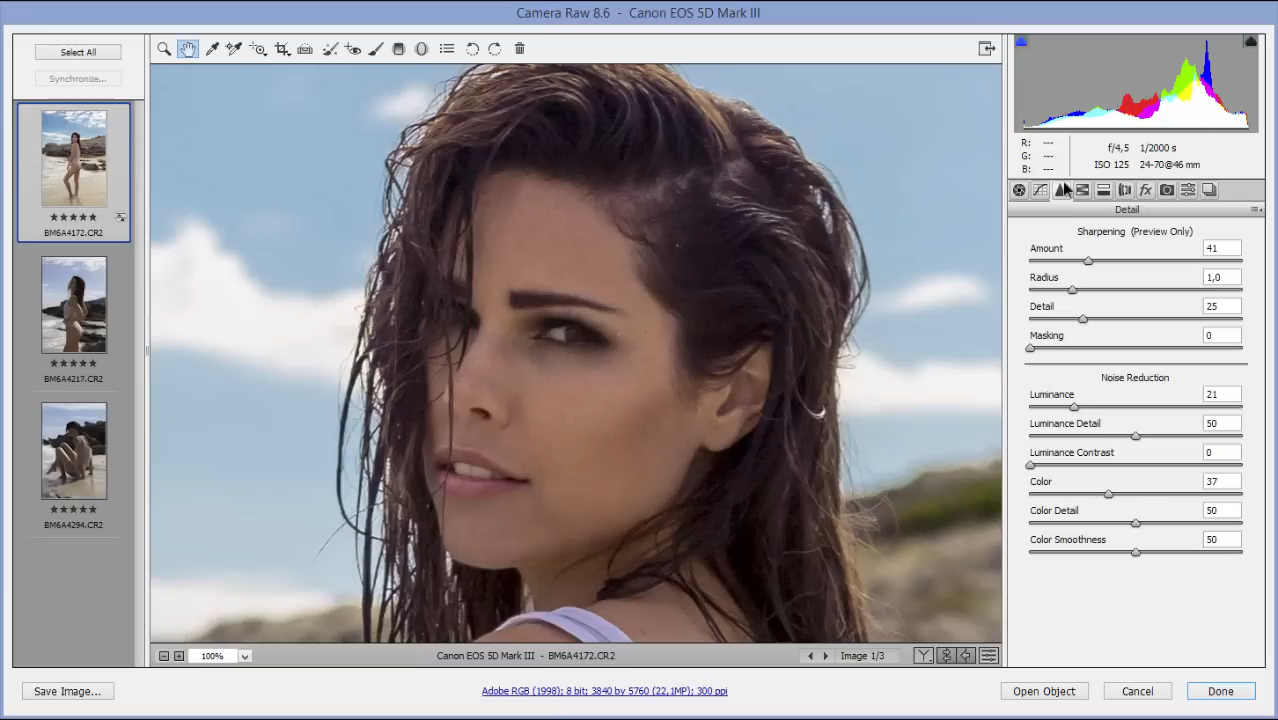 Camera Raw 8.6 - Canon EOS 5D Mark III
Select All
Synchronize...
BM6A4172.CR2
BM6A4217.CR2
BM6A4294.CR2
R: ---
G: ---
B: ---
f/4,5 1/2000 s
ISO 125 24-70@46 mm
fx
Detail
Sharpening (Preview Only)
Amount 41
Radius 1,0
Detail 25
Masking 0
Noise Reduction
Luminance 21
Luminance Detail 50
Luminance Contrast 0
Color 37
Color Detail 50
Color Smoothness 50
100%
Canon EOS 5D Mark III - BM6A4172.CR2
Image 1/3
Y
Save Image...
Adobe RGB (1998); 8 bit; 3840 by 5760 (22,1MP); 300 ppi
Open Object
Cancel
Done